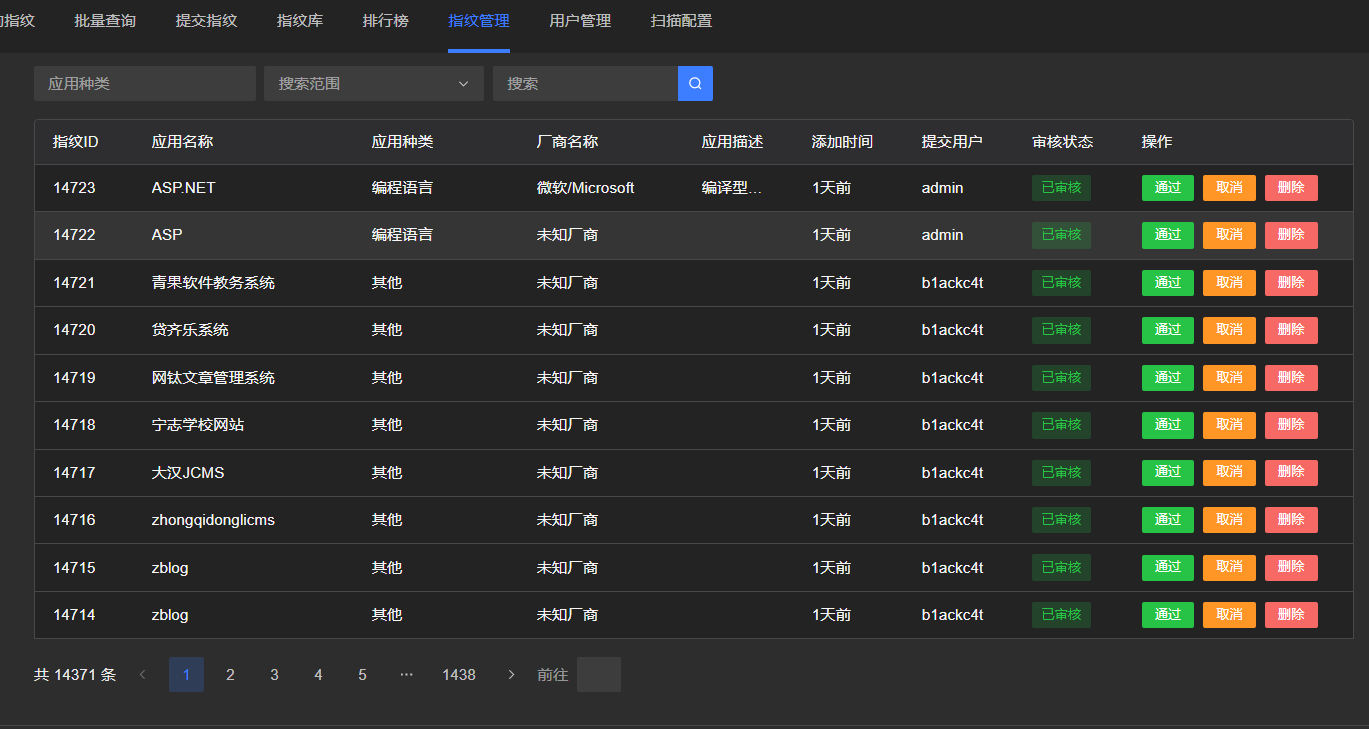 的指纹 批量查询 提交指纹 指纹库 排行榜 指纹管理 用户管理 扫描配置
应用种类 搜索范围 搜索
指纹ID 应用名称 应用种类 厂商名称 应用描述 添加时间 提交用户 审核状态 操作
14723 ASP.NET 编程语言 微软/Microsoft 编译型… 1天前 admin 已审核 通过 取消 删除
14722 ASP 编程语言 未知厂商 1天前 admin 已审核 通过 取消 删除
14721 青果软件教务系统 其他 未知厂商 1天前 b1ackc4t 已审核 通过 取消 删除
14720 贷齐乐系统 其他 未知厂商 1天前 b1ackc4t 已审核 通过 取消 删除
14719 网钛文章管理系统 其他 未知厂商 1天前 b1ackc4t 已审核 通过 取消 删除
14718 宁志学校网站 其他 未知厂商 1天前 b1ackc4t 已审核 通过 取消 删除
14717 大汉JCMS 其他 未知厂商 1天前 b1ackc4t 已审核 通过 取消 删除
14716 zhongqidonglicms 其他 未知厂商 1天前 b1ackc4t 已审核 通过 取消 删除
14715 zblog 其他 未知厂商 1天前 b1ackc4t 已审核 通过 取消 删除
14714 zblog 其他 未知厂商 1天前 b1ackc4t 已审核 通过 取消 删除
共 14371 条 1 2 3 4 5 ··· 1438 前往